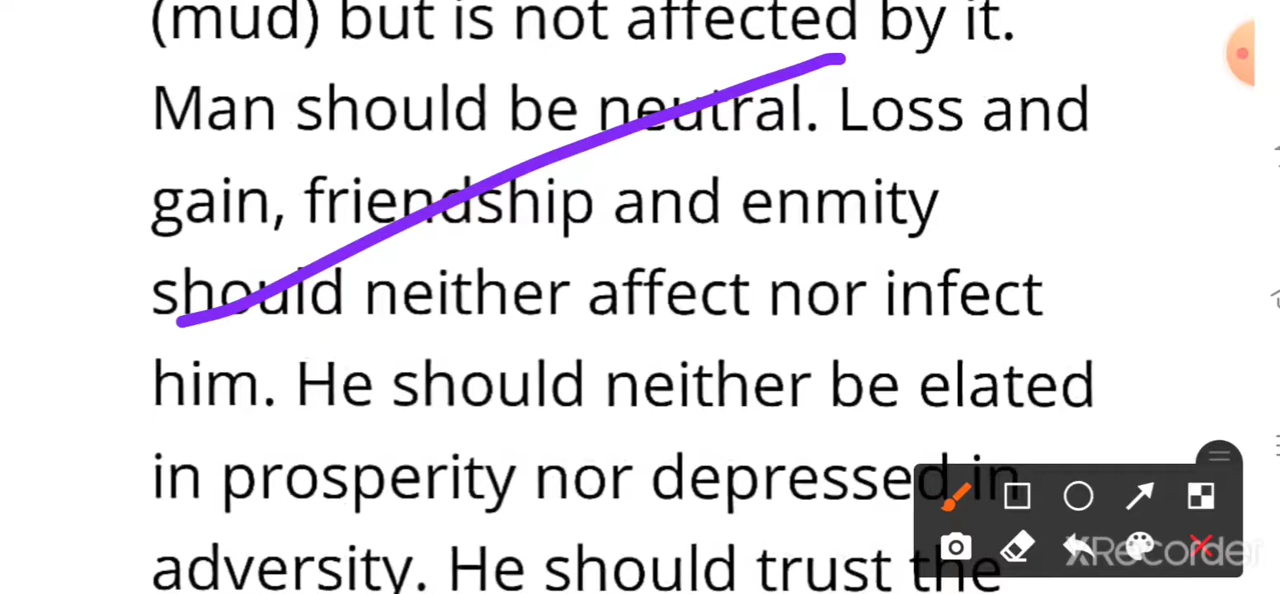 (mud) but is not affected by it.
Man should be neutral. Loss and
gain, friendship and enmity
should neither affect nor infect
him. He should neither be elated
in prosperity nor depressed in
adversity. He should trust the
XRecorder